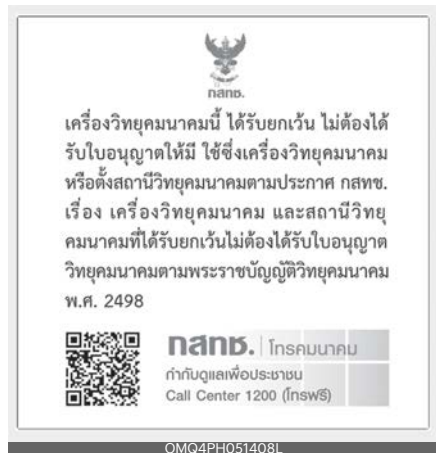 กสทช.
เครื่องวิทยุคมนาคมนี้ ได้รับยกเว้น ไม่ต้องได้
รับใบอนุญาตให้มี ใช้ซึ่งเครื่องวิทยุคมนาคม
หรือตั้งสถานีวิทยุคมนาคมตามประกาศ กสทช.
เรื่อง เครื่องวิทยุคมนาคม และสถานีวิทยุ
คมนาคมที่ได้รับยกเว้นไม่ต้องได้รับใบอนุญาต
วิทยุคมนาคมตามพระราชบัญญัติวิทยุคมนาคม
พ.ศ. 2498
กสทช. | โทรคมนาคม
กำกับดูแลเพื่อประชาชน
Call Center 1200 (โทรฟรี)
OMQ4PH051408L